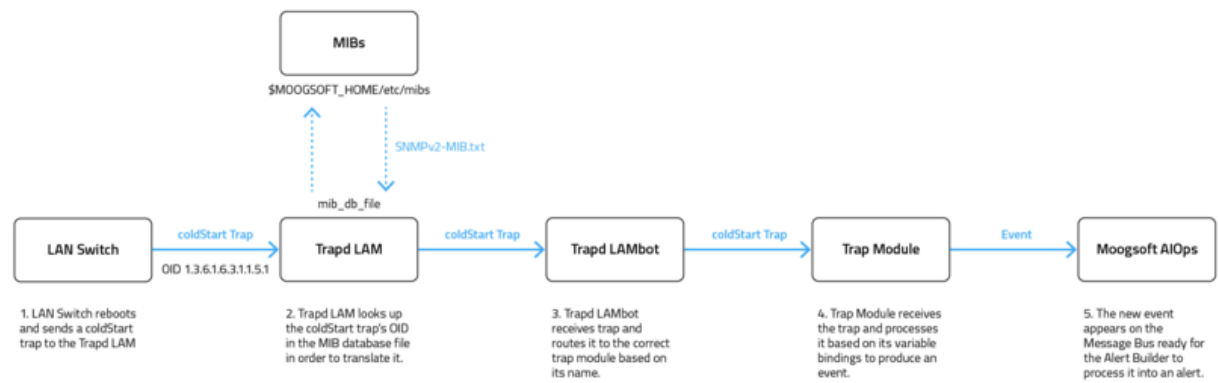 MIBs
$MOOGSOFT_HOME/etc/mibs
SNMPv2-MIB.txt
mib_db_file
LAN Switch
coldStart Trap
OID 1.3.6.1.6.3.1.1.5.1
Trapd LAM
coldStart Trap
Trapd LAMbot
coldStart Trap
Trap Module
Event
Moogsoft AIOps
1. LAN Switch reboots
and sends a coldStart
trap to the Trapd LAM
2. Trapd LAM looks up
the coldStart trap's OID
in the MIB database file
in order to translate it.
3. Trapd LAMbot
receives trap and
routes it to the correct
trap module based on
its name.
4. Trap Module receives
the trap and processes
it based on its variable
bindings to produce an
event.
5. The new event
appears on the
Message Bus ready for
the Alert Builder to
process it into an alert.